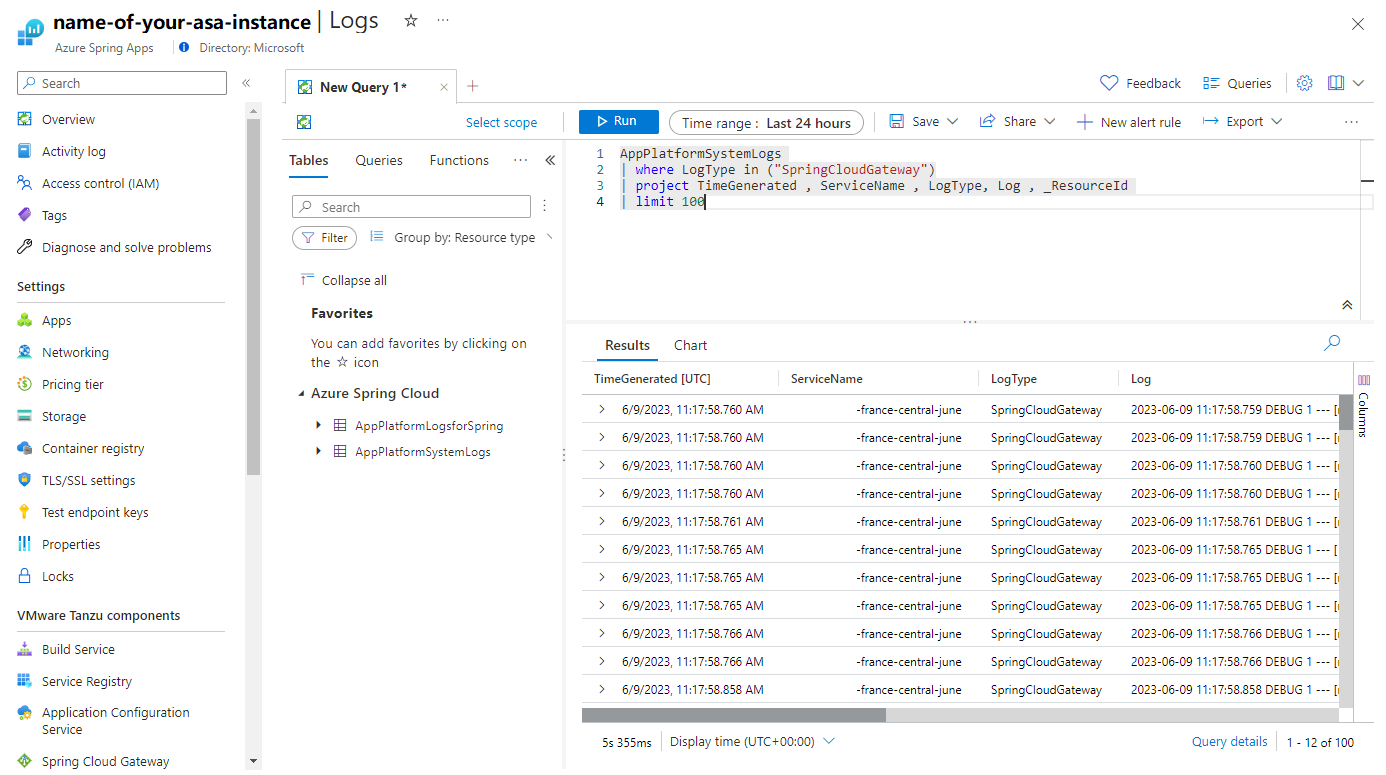 name-of-your-asa-instance | Logs
Azure Spring Apps
Directory: Microsoft
Search
Overview
Activity log
Access control (IAM)
Tags
Diagnose and solve problems
Settings
Apps
Networking
Pricing tier
Storage
Container registry
TLS/SSL settings
Test endpoint keys
Properties
Locks
VMware Tanzu components
Build Service
Service Registry
Application Configuration
Service
Spring Cloud Gateway
New Query 1*
Feedback
Queries
Select scope
Run
Time range : Last 24 hours
Save
Share
New alert rule
Export
Tables
Queries
Functions
Search
Filter
Group by: Resource type
Collapse all
Favorites
You can add favorites by clicking on
the ☆ icon
Azure Spring Cloud
AppPlatformLogsforSpring
AppPlatformSystemLogs
1 AppPlatformSystemLogs
2 | where LogType in ("SpringCloudGateway")
3 | project TimeGenerated , ServiceName , LogType, Log , _ResourceId
4 | limit 100
Results
Chart
TimeGenerated [UTC] ServiceName LogType Log
6/9/2023, 11:17:58.760 AM -france-central-june SpringCloudGateway 2023-06-09 11:17:58.759 DEBUG 1 --- [
6/9/2023, 11:17:58.760 AM -france-central-june SpringCloudGateway 2023-06-09 11:17:58.759 DEBUG 1 --- [
6/9/2023, 11:17:58.760 AM -france-central-june SpringCloudGateway 2023-06-09 11:17:58.759 DEBUG 1 --- [
6/9/2023, 11:17:58.760 AM -france-central-june SpringCloudGateway 2023-06-09 11:17:58.760 DEBUG 1 --- [
6/9/2023, 11:17:58.761 AM -france-central-june SpringCloudGateway 2023-06-09 11:17:58.761 DEBUG 1 --- [
6/9/2023, 11:17:58.765 AM -france-central-june SpringCloudGateway 2023-06-09 11:17:58.765 DEBUG 1 --- [
6/9/2023, 11:17:58.765 AM -france-central-june SpringCloudGateway 2023-06-09 11:17:58.765 DEBUG 1 --- [
6/9/2023, 11:17:58.765 AM -france-central-june SpringCloudGateway 2023-06-09 11:17:58.765 DEBUG 1 --- [
6/9/2023, 11:17:58.766 AM -france-central-june SpringCloudGateway 2023-06-09 11:17:58.766 DEBUG 1 --- [
6/9/2023, 11:17:58.766 AM -france-central-june SpringCloudGateway 2023-06-09 11:17:58.766 DEBUG 1 --- [
6/9/2023, 11:17:58.858 AM -france-central-june SpringCloudGateway 2023-06-09 11:17:58.858 DEBUG 1 --- [
Columns
5s 355ms
Display time (UTC+00:00)
Query details
1 - 12 of 100